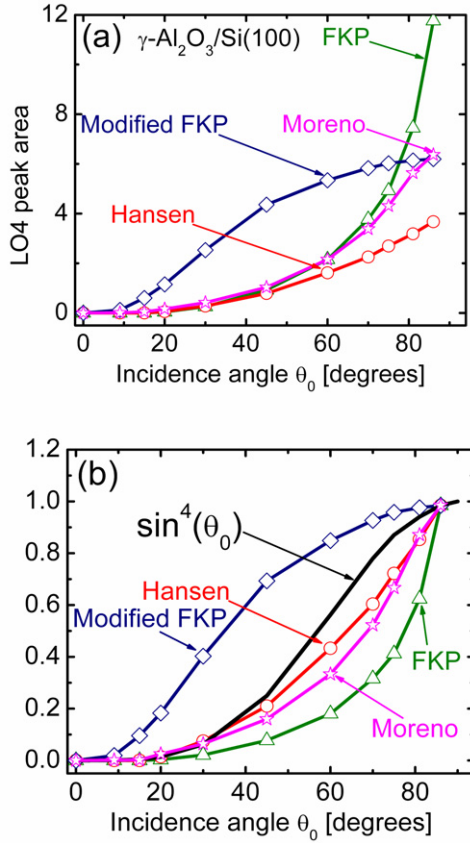 (a) γ-Al₂O₃/Si(100)
FKP
Modified FKP
Moreno
Hansen
LO4 peak area
12
8
4
0
0 20 40 60 80
Incidence angle θ₀ [degrees]
(b)
sin⁴(θ₀)
Hansen
Modified FKP
FKP
Moreno
1.2
1.0
0.8
0.6
0.4
0.2
0.0
0 20 40 60 80
Incidence angle θ₀ [degrees]